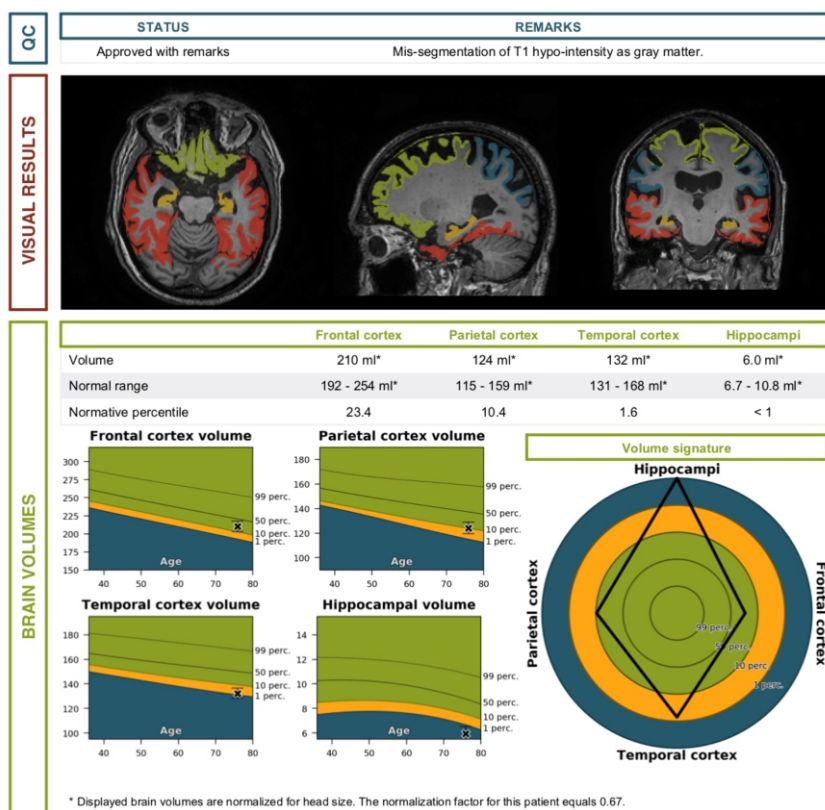 QC
STATUS
REMARKS
Approved with remarks
Mis-segmentation of T1 hypo-intensity as gray matter.
VISUAL RESULTS
BRAIN VOLUMES
Frontal cortex Parietal cortex Temporal cortex Hippocampi
Volume 210 ml* 124 ml* 132 ml* 6.0 ml*
Normal range 192 - 254 ml* 115 - 159 ml* 131 - 168 ml* 6.7 - 10.8 ml*
Normative percentile 23.4 10.4 1.6 < 1
Frontal cortex volume
300
275
250
225
200
175
150
99 perc.
50 perc.
10 perc.
1 perc.
Age
40 50 60 70 80
Parietal cortex volume
180
160
140
120
100
99 perc.
50 perc.
10 perc.
1 perc.
Age
40 50 60 70 80
Temporal cortex volume
180
160
140
120
100
99 perc.
50 perc.
10 perc.
1 perc.
Age
40 50 60 70 80
Hippocampal volume
14
12
10
8
6
99 perc.
50 perc.
10 perc.
1 perc.
Age
40 50 60 70 80
Volume signature
Hippocampi
Parietal cortex
Frontal cortex
99 perc.
50 perc.
10 perc.
1 perc.
Temporal cortex
* Displayed brain volumes are normalized for head size. The normalization factor for this patient equals 0.67.